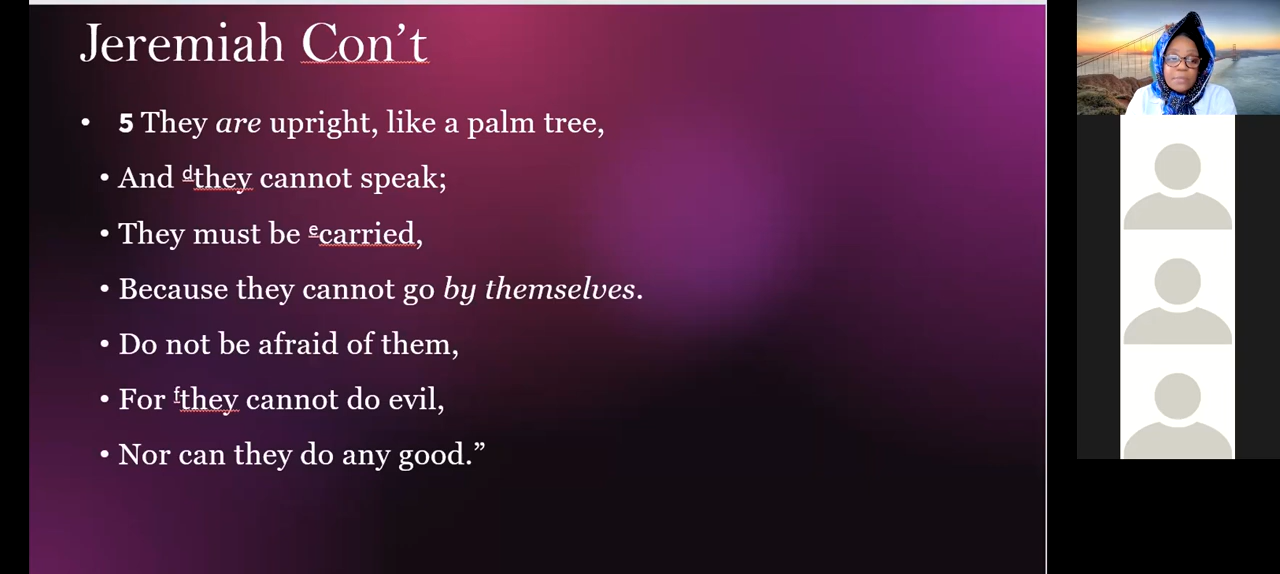 Jeremiah Con't
• 5 They are upright, like a palm tree,
• And dthey cannot speak;
• They must be ecarried,
• Because they cannot go by themselves.
• Do not be afraid of them,
• For fthey cannot do evil,
• Nor can they do any good.”